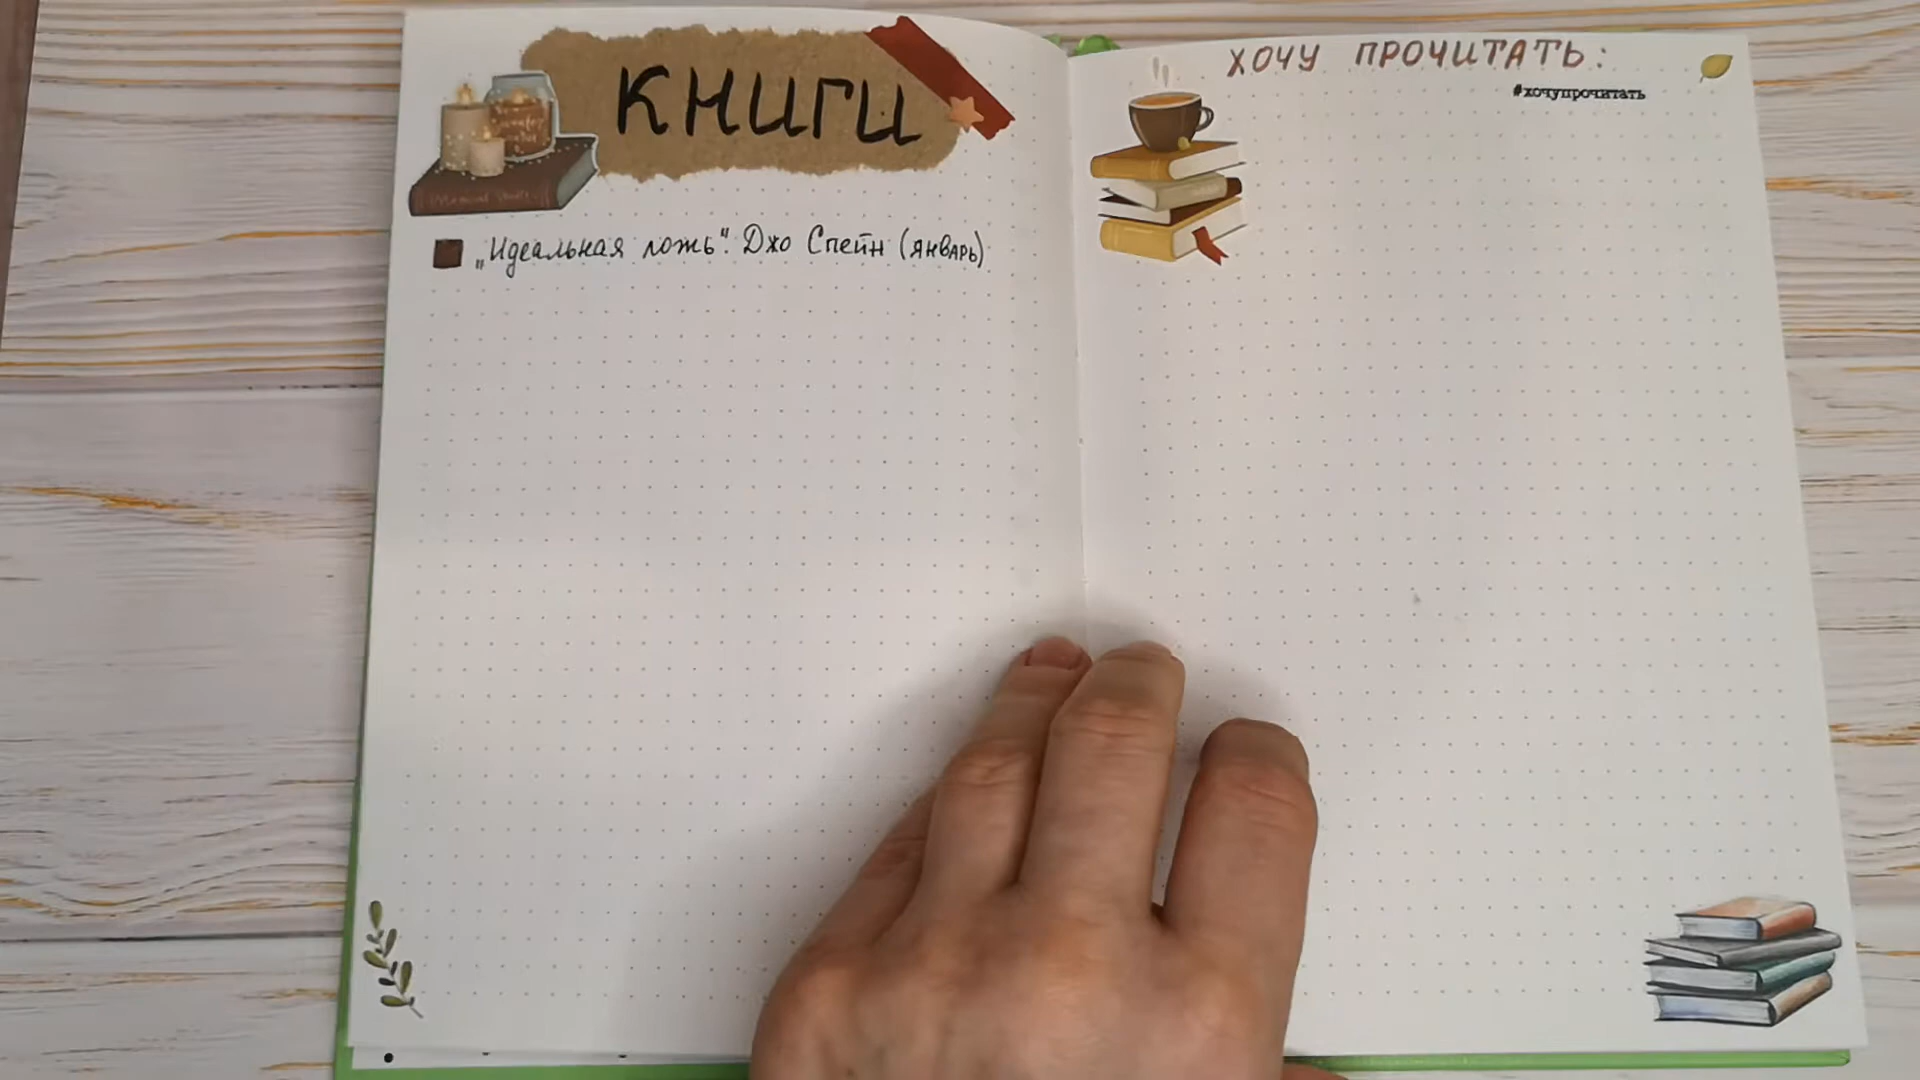 КНИГИ
„Идеальная ложь". Джо Спейн (ЯНВАРЬ)
ХОЧУ ПРОЧИТАТЬ:
#хочупрочитать